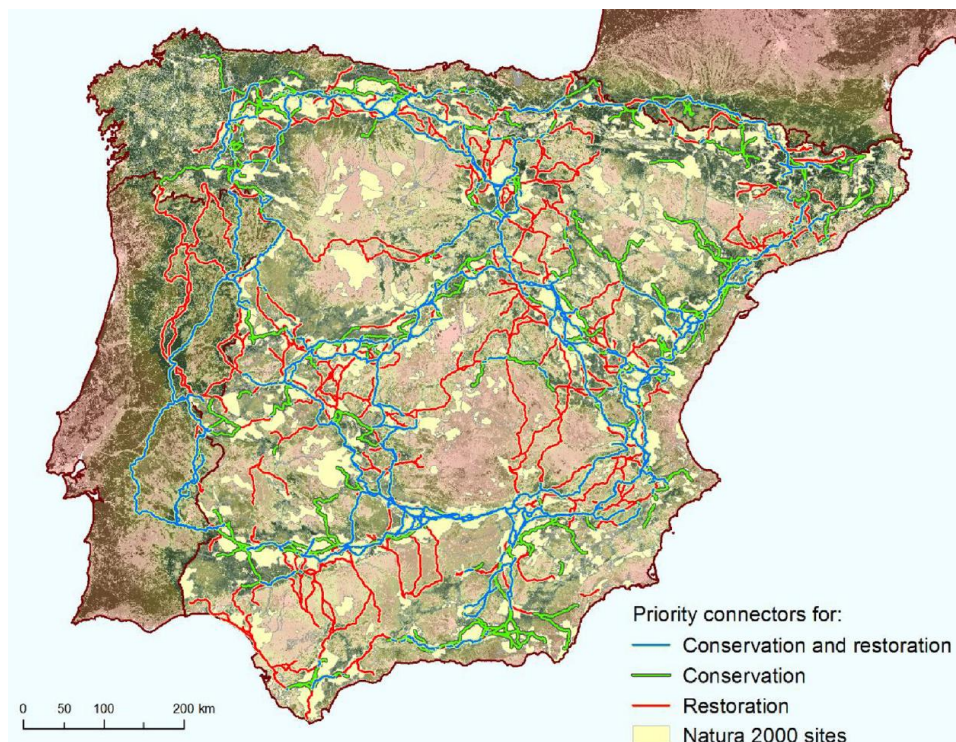 Priority connectors for:
Conservation and restoration
Conservation
Restoration
Natura 2000 sites
0 50 100 200 km